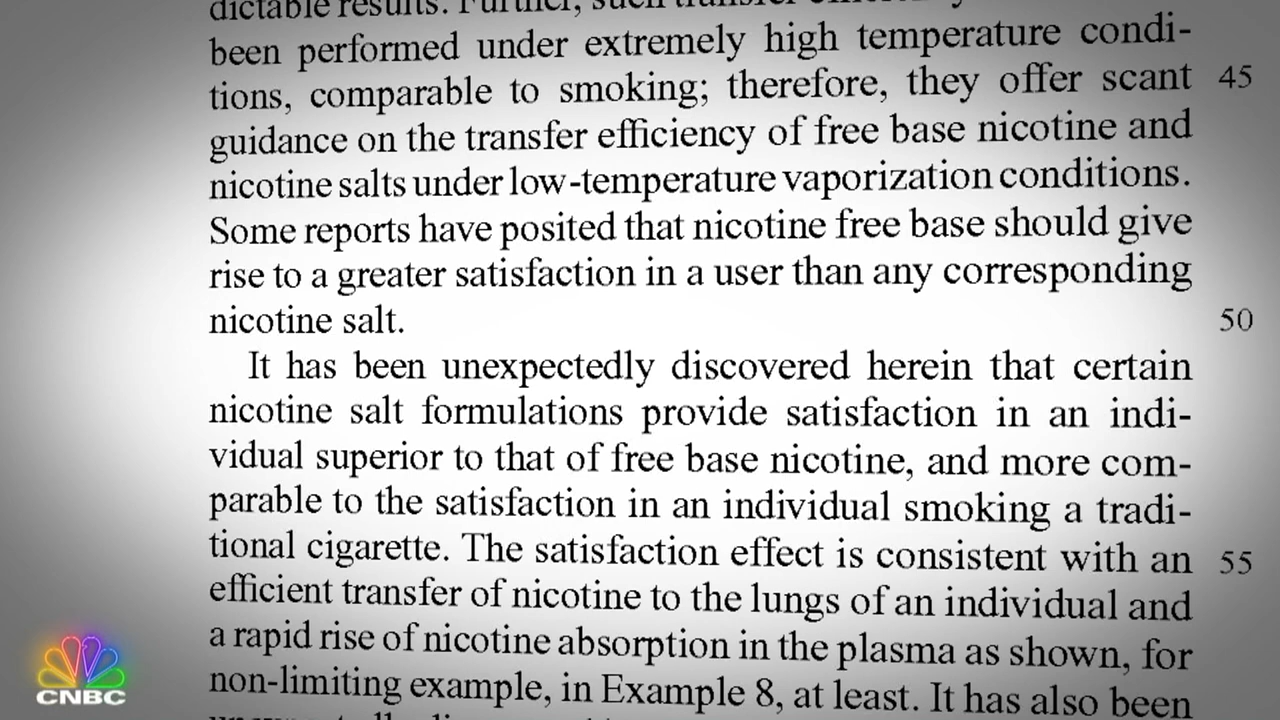 dictable results. Further, such transfer
been performed under extremely high temperature condi-
tions, comparable to smoking; therefore, they offer scant 45
guidance on the transfer efficiency of free base nicotine and
nicotine salts under low-temperature vaporization conditions.
Some reports have posited that nicotine free base should give
rise to a greater satisfaction in a user than any corresponding
nicotine salt. 50
It has been unexpectedly discovered herein that certain
nicotine salt formulations provide satisfaction in an indi-
vidual superior to that of free base nicotine, and more com-
parable to the satisfaction in an individual smoking a tradi-
tional cigarette. The satisfaction effect is consistent with an 55
efficient transfer of nicotine to the lungs of an individual and
a rapid rise of nicotine absorption in the plasma as shown, for
non-limiting example, in Example 8, at least. It has also been
CNBC